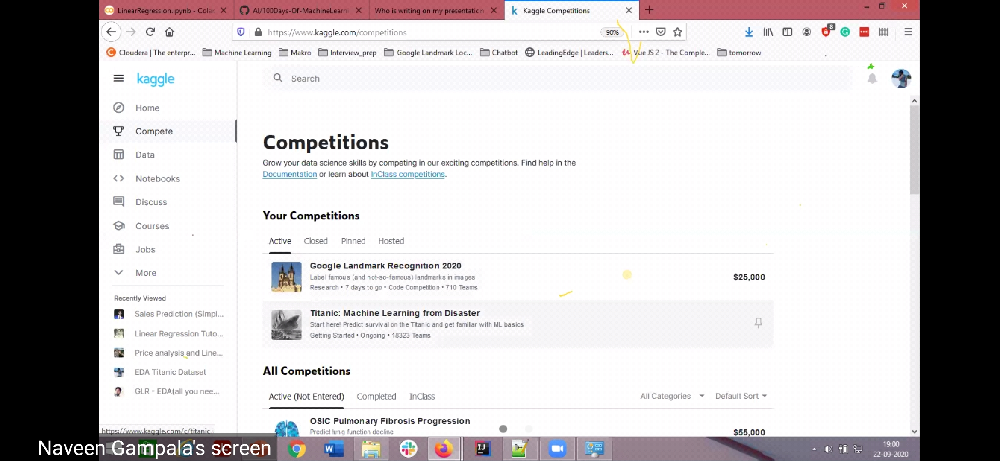 LinearRegression.ipynb - Colab
AI/100Days-Of-MachineLearni
Who is writing on my presentation
Kaggle Competitions
https://www.kaggle.com/competitions
90%
8
Cloudera | The enterpr...
Machine Learning
Makro
Interview_prep
Google Landmark Loc...
Chatbot
LeadingEdge | Leaders...
Vue JS 2 - The Comple...
tomorrow
kaggle
Search
Home
Compete
Data
Notebooks
Discuss
Courses
Jobs
More
Recently Viewed
Sales Prediction (Simpl...
Linear Regression Tuto...
Price analysis and Line...
EDA Titanic Dataset
GLR - EDA(all you nee...
https://www.kaggle.com/c/titanic
Competitions
Grow your data science skills by competing in our exciting competitions. Find help in the
Documentation or learn about InClass competitions.
Your Competitions
Active Closed Pinned Hosted
Google Landmark Recognition 2020
Label famous (and not-so-famous) landmarks in images
Research • 7 days to go • Code Competition • 710 Teams
$25,000
Titanic: Machine Learning from Disaster
Start here! Predict survival on the Titanic and get familiar with ML basics
Getting Started • Ongoing • 18323 Teams
All Competitions
Active (Not Entered) Completed InClass
All Categories Default Sort
OSIC Pulmonary Fibrosis Progression
Predict lung function decline
$55,000
Naveen Gampala's screen
19:00
22-09-2020